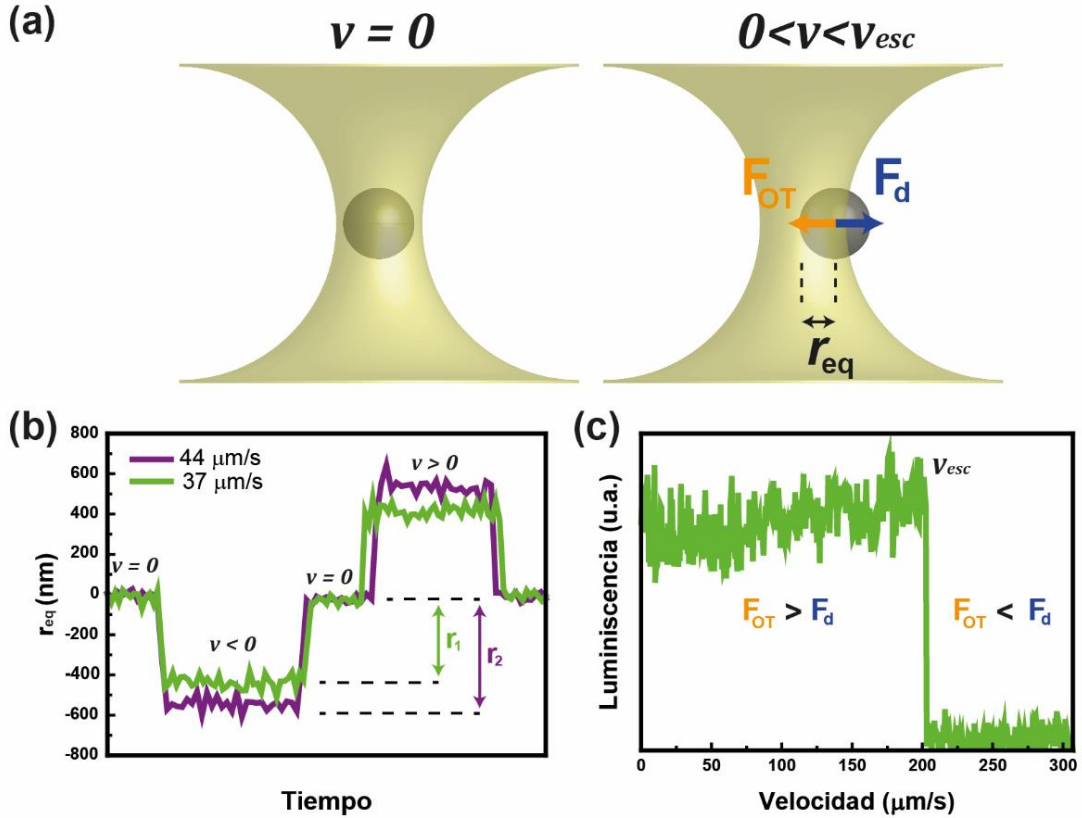 (a)
v = 0
0<v<vesc
FOT
Fd
req
(b)
800
600
400
200
0
-200
-400
-600
-800
req (nm)
44 μm/s
37 μm/s
v = 0
v < 0
v = 0
v > 0
r1
r2
Tiempo
(c)
Luminiscencia (u.a.)
vesc
FOT > Fd
FOT < Fd
0 50 100 150 200 250 300
Velocidad (μm/s)